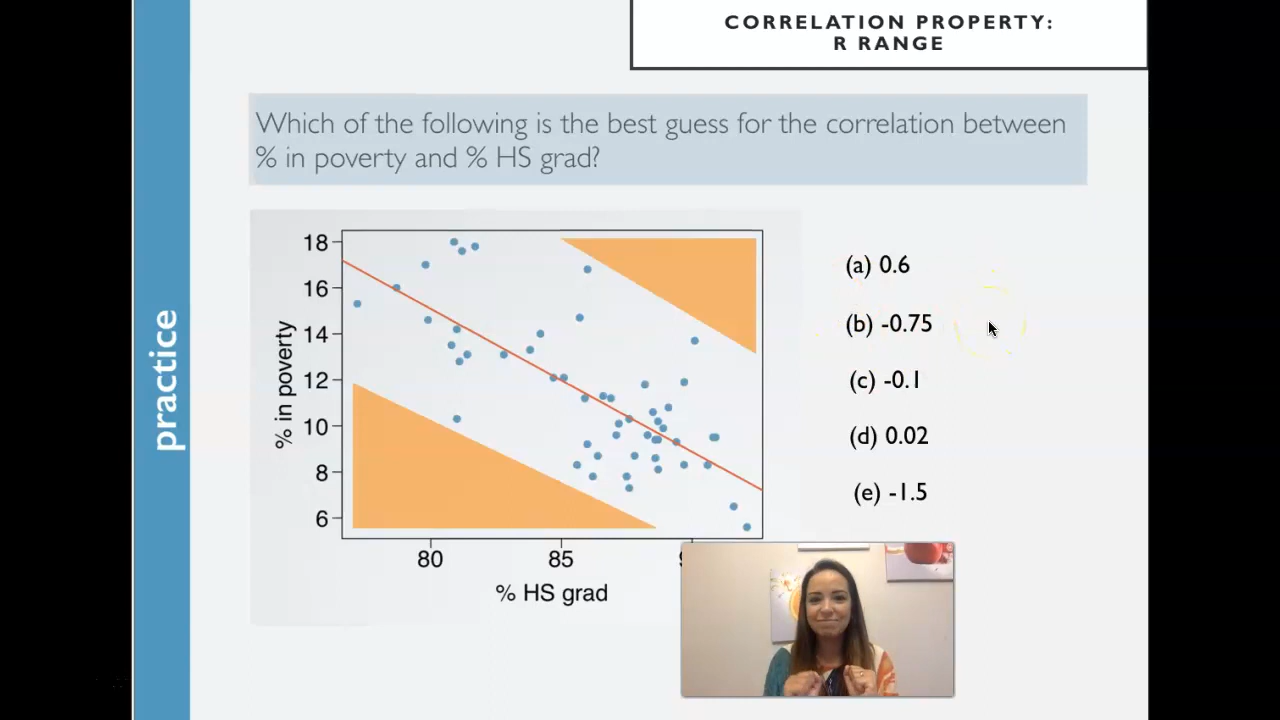 CORRELATION PROPERTY:
R RANGE
Which of the following is the best guess for the correlation between
% in poverty and % HS grad?
practice
% in poverty
18
16
14
12
10
8
6
80
85
% HS grad
(a) 0.6
(b) -0.75
(c) -0.1
(d) 0.02
(e) -1.5